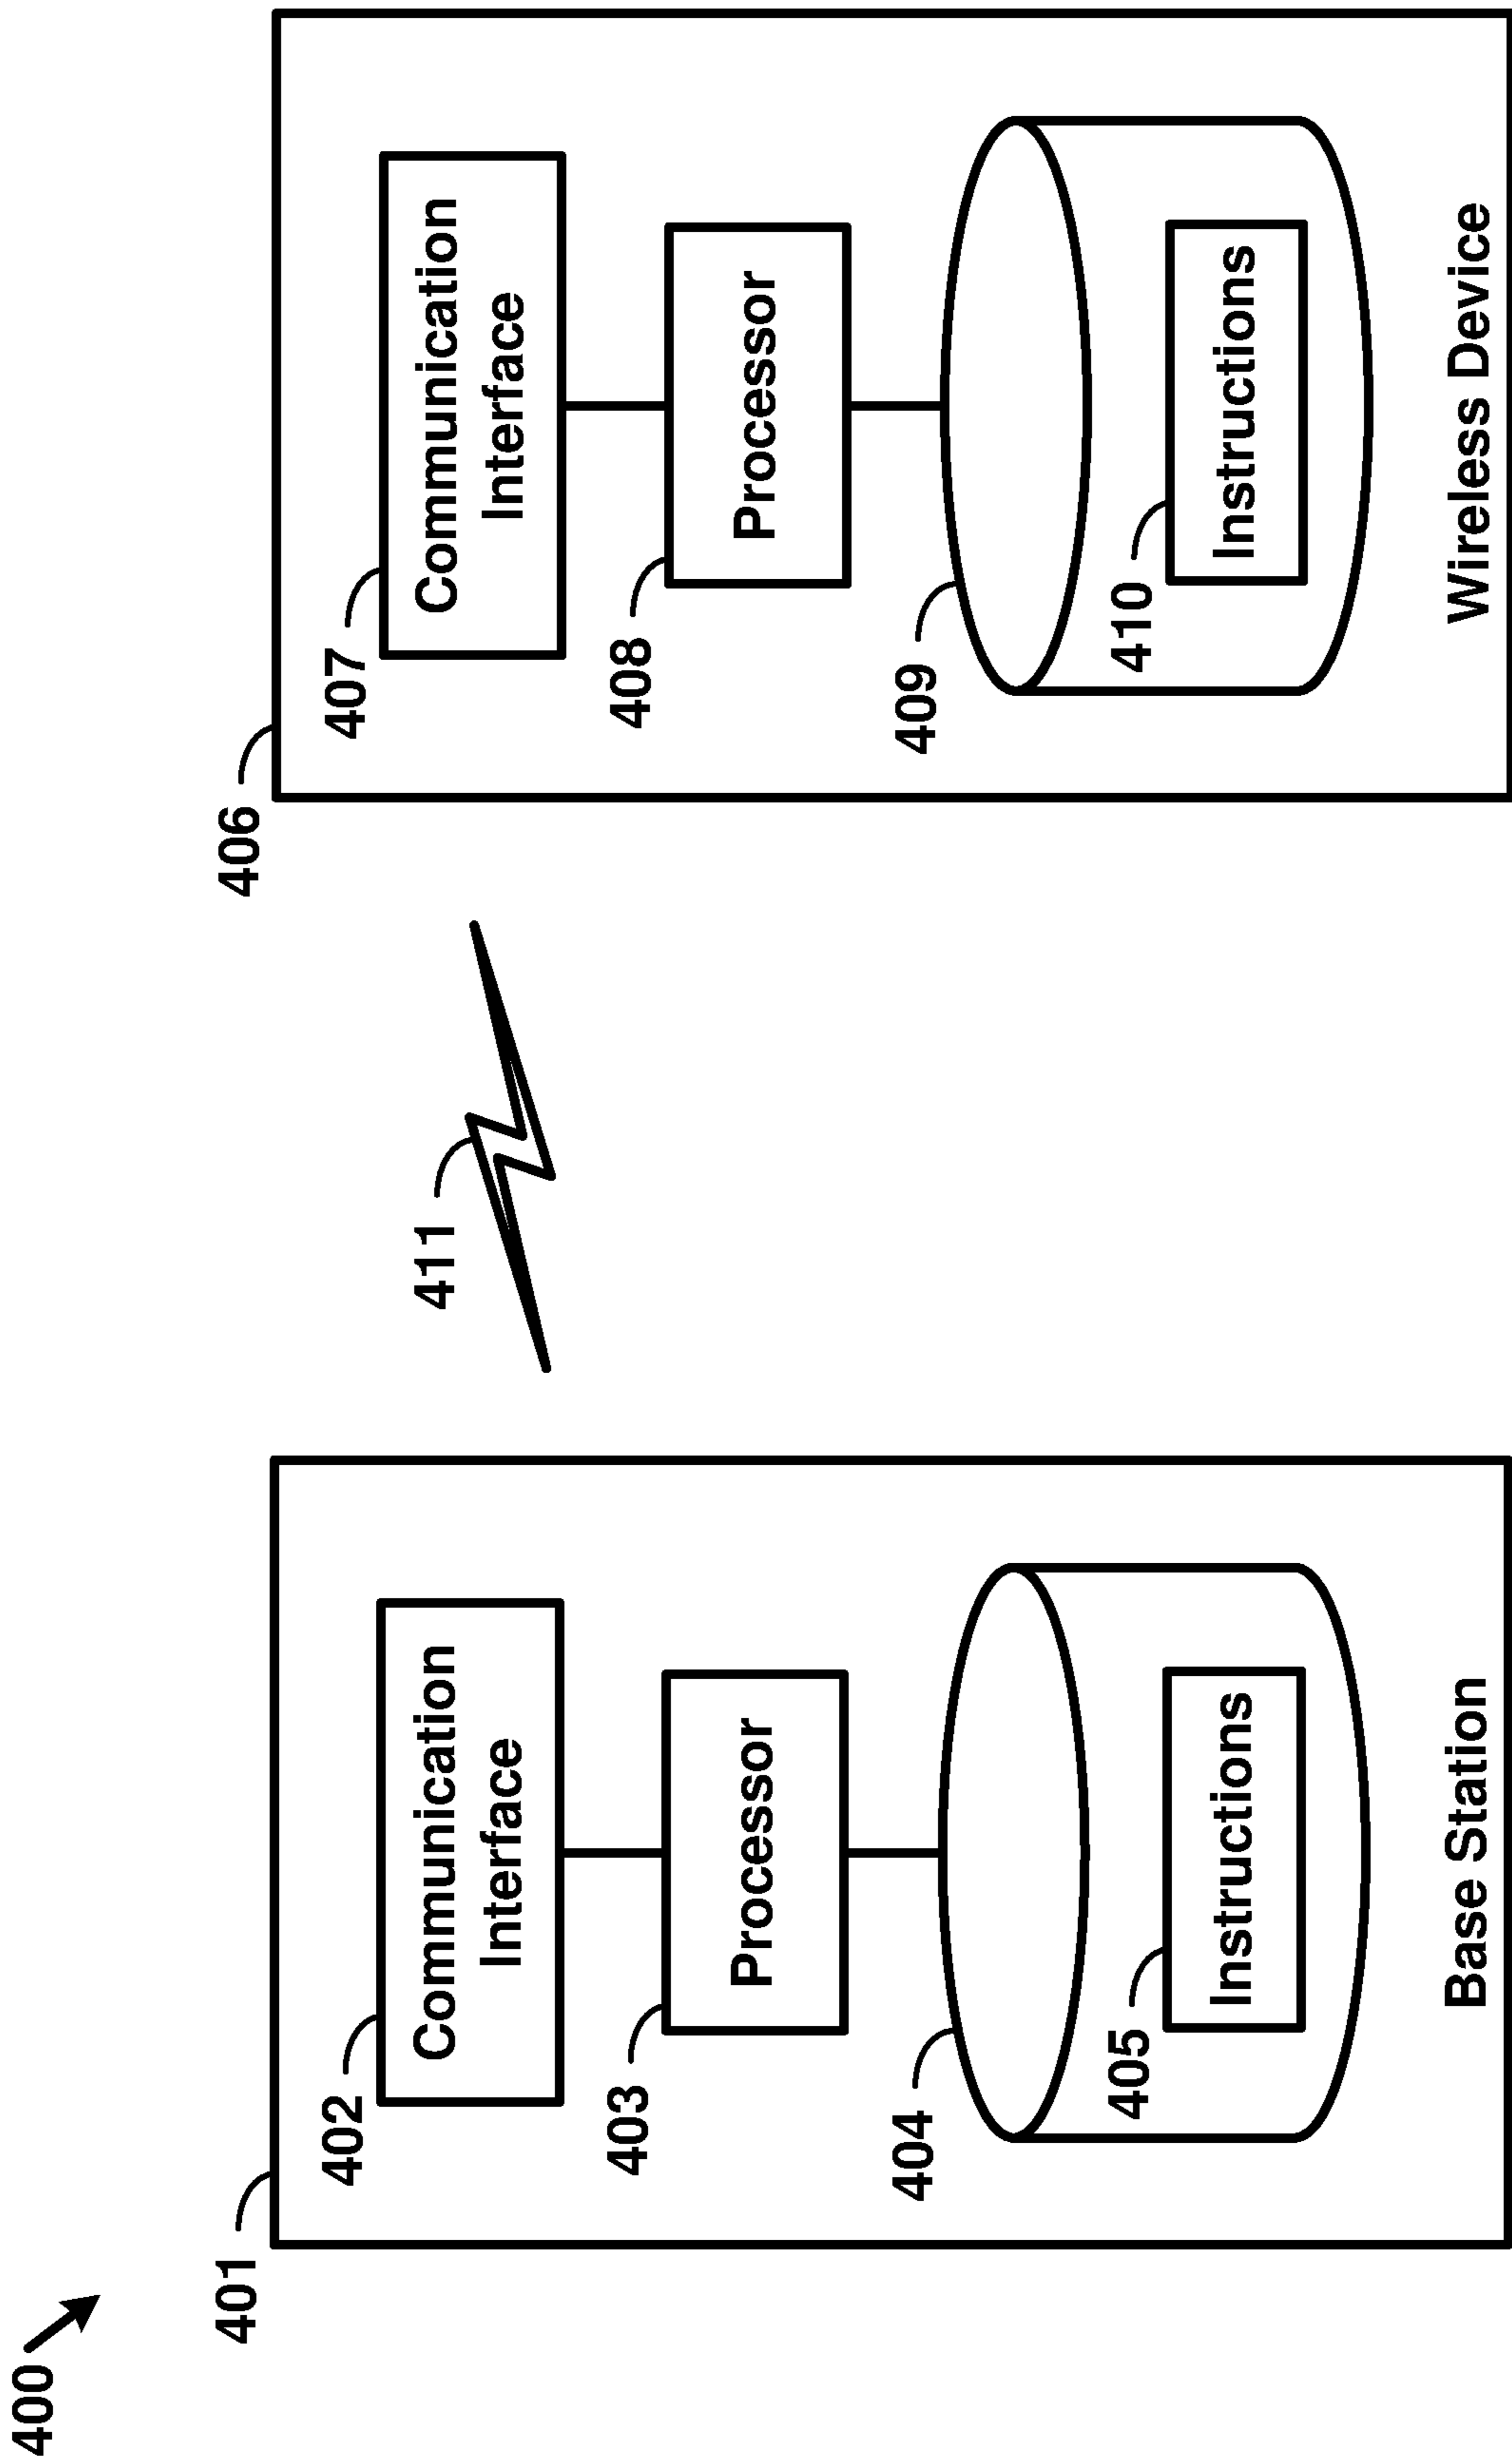 400
401
402
Communication
Interface
403
Processor
404
405
Instructions
Base Station
411
406
407
Communication
Interface
408
Processor
409
410
Instructions
Wireless Device